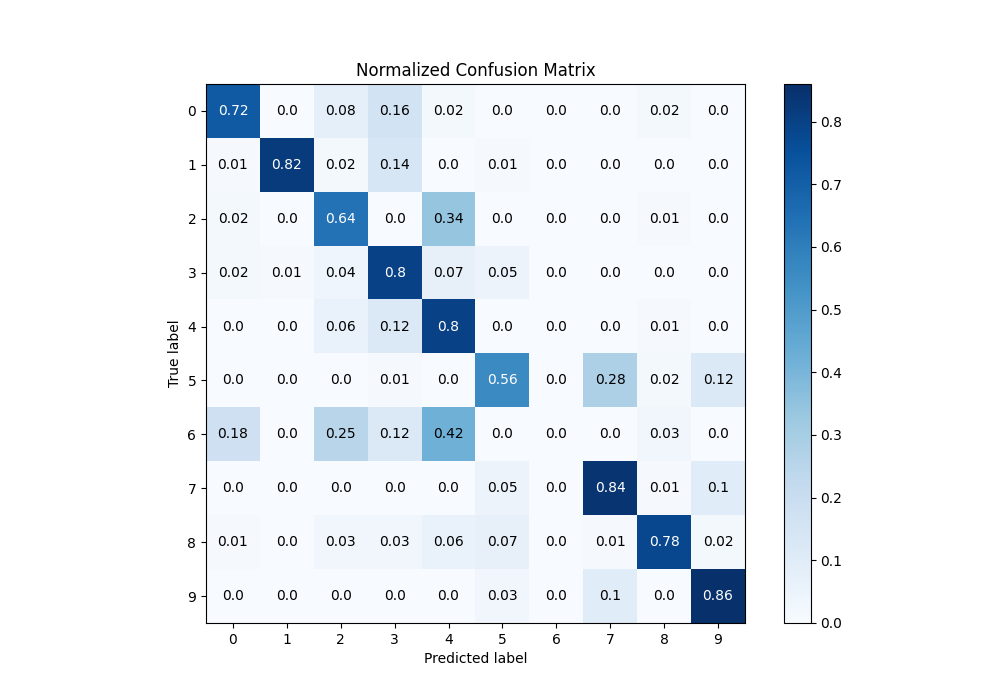 Normalized Confusion Matrix
0 0.72 0.0 0.08 0.16 0.02 0.0 0.0 0.0 0.02 0.0
1 0.01 0.82 0.02 0.14 0.0 0.01 0.0 0.0 0.0 0.0
2 0.02 0.0 0.64 0.0 0.34 0.0 0.0 0.0 0.01 0.0
3 0.02 0.01 0.04 0.8 0.07 0.05 0.0 0.0 0.0 0.0
4 0.0 0.0 0.06 0.12 0.8 0.0 0.0 0.0 0.01 0.0
5 0.0 0.0 0.0 0.01 0.0 0.56 0.0 0.28 0.02 0.12
6 0.18 0.0 0.25 0.12 0.42 0.0 0.0 0.0 0.03 0.0
7 0.0 0.0 0.0 0.0 0.0 0.05 0.0 0.84 0.01 0.1
8 0.01 0.0 0.03 0.03 0.06 0.07 0.0 0.01 0.78 0.02
9 0.0 0.0 0.0 0.0 0.0 0.03 0.0 0.1 0.0 0.86
0 1 2 3 4 5 6 7 8 9
Predicted label
True label
0.8
0.7
0.6
0.5
0.4
0.3
0.2
0.1
0.0